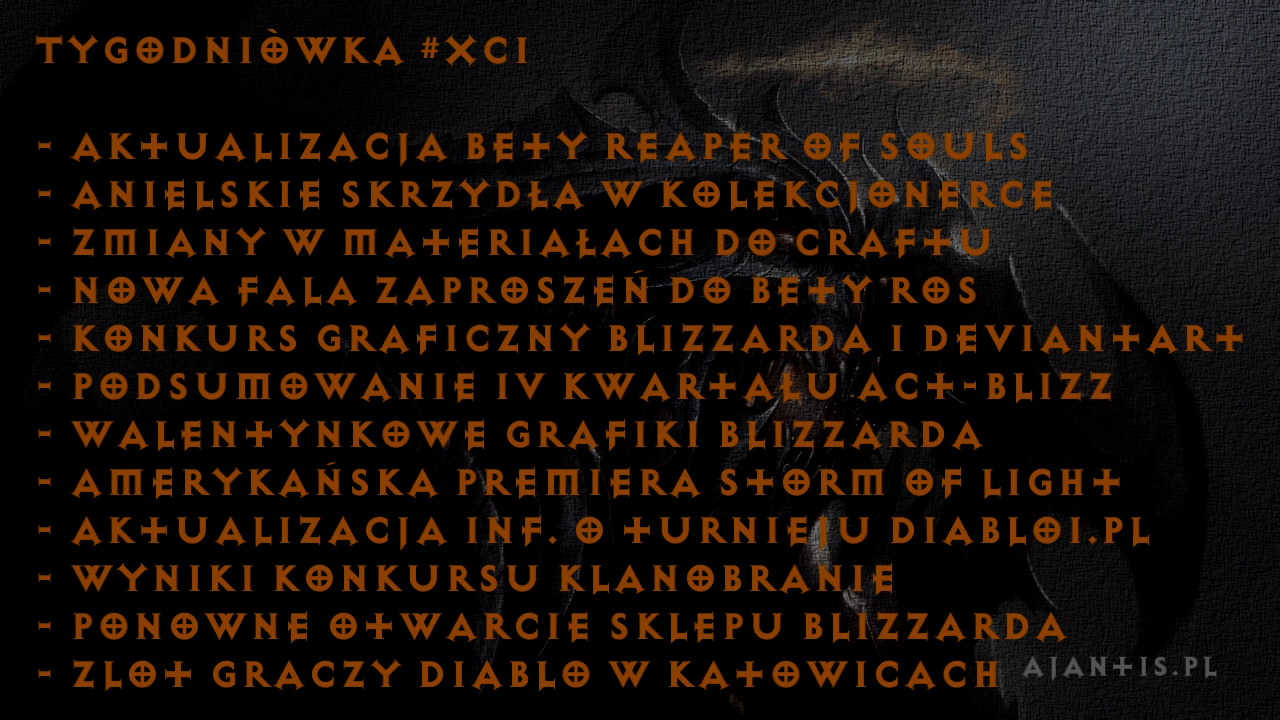 TYGODNIÒWKA #XCI
- AKTUALIZACJA BETY REAPER OF SOULS
- ANIELSKIE SKRZYDŁA W KOLEKCJONERCE
- ZMIANY W MATERIAŁACH DO CRAFTU
- NOWA FALA ZAPROSZEŃ DO BETY ROS
- KONKURS GRAFICZNY BLIZZARDA I DEVIANTART
- PODSUMOWANIE IV KWARTAŁU ACT-BLIZZ
- WALENTYNKOWE GRAFIKI BLIZZARDA
- AMERYKAŃSKA PREMIERA STORM OF LIGHT
- AKTUALIZACJA INF. O TURNIEJU DIABLOI.PL
- WYNIKI KONKURSU KLANOBRANIE
- PONOWNE OTWARCIE SKLEPU BLIZZARDA
- ZLOT GRACZY DIABLO W KATOWICACH
AJANTIS.PL